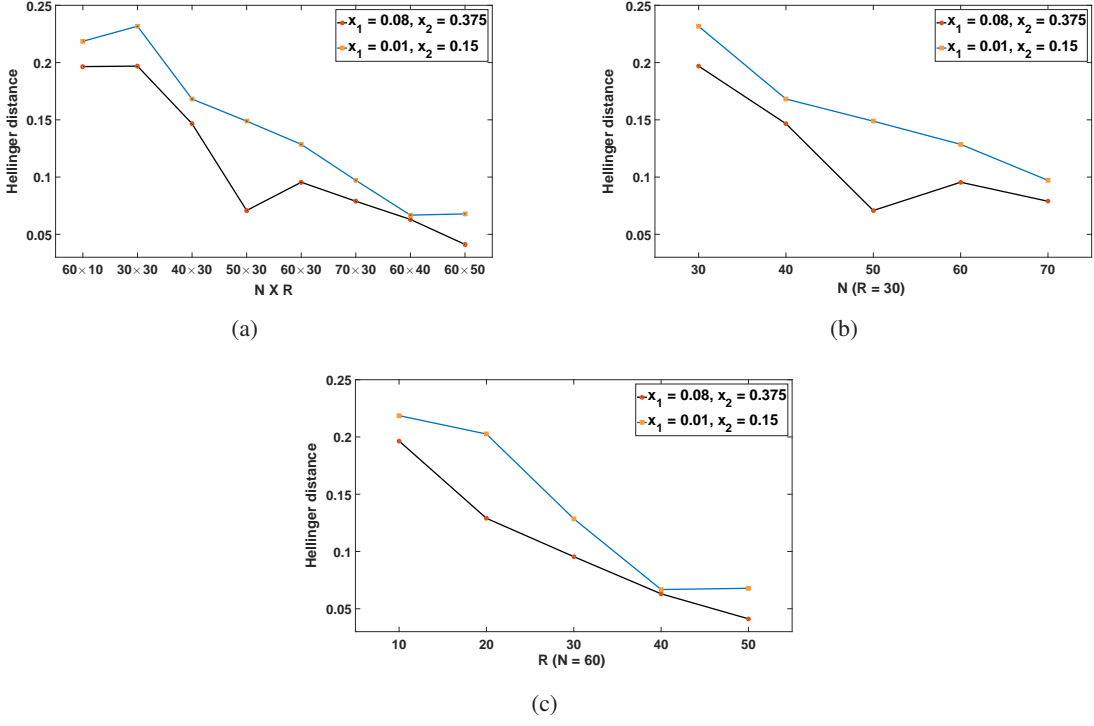 0.25
0.2
0.15
0.1
0.05
Hellinger distance
x1 = 0.08, x2 = 0.375
x1 = 0.01, x2 = 0.15
60×10 30×30 40×30 50×30 60×30 70×30 60×40 60×50
N X R
(a)
0.25
0.2
0.15
0.1
0.05
Hellinger distance
x1 = 0.08, x2 = 0.375
x1 = 0.01, x2 = 0.15
30 40 50 60 70
N (R = 30)
(b)
0.25
0.2
0.15
0.1
0.05
Hellinger distance
x1 = 0.08, x2 = 0.375
x1 = 0.01, x2 = 0.15
10 20 30 40 50
R (N = 60)
(c)